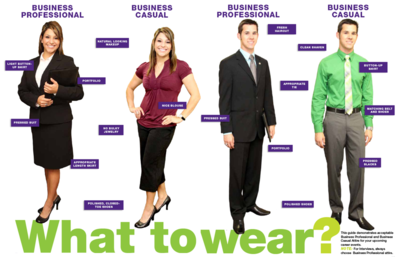 BUSINESS
PROFESSIONAL
BUSINESS
CASUAL
BUSINESS
PROFESSIONAL
BUSINESS
CASUAL
LIGHT BUTTON-
UP SHIRT
PORTFOLIO
PRESSED SUIT
APPROPRIATE
LENGTH SKIRT
POLISHED, CLOSED-
TOE SHOES
NATURAL LOOKING
MAKEUP
NICE BLOUSE
NO BULKY
JEWELRY
FRESH
HAIRCUT
CLEAN SHAVEN
APPROPRIATE
TIE
PRESSED SUIT
PORTFOLIO
POLISHED SHOES
BUTTON-UP
SHIRT
MATCHING BELT
AND SHOES
PRESSED
SLACKS
What to wear?
This guide demonstrates acceptable
Business Professional and Business
Casual Attire for your upcoming
career events.
NOTE: For interviews, always
choose Business Professional attire.